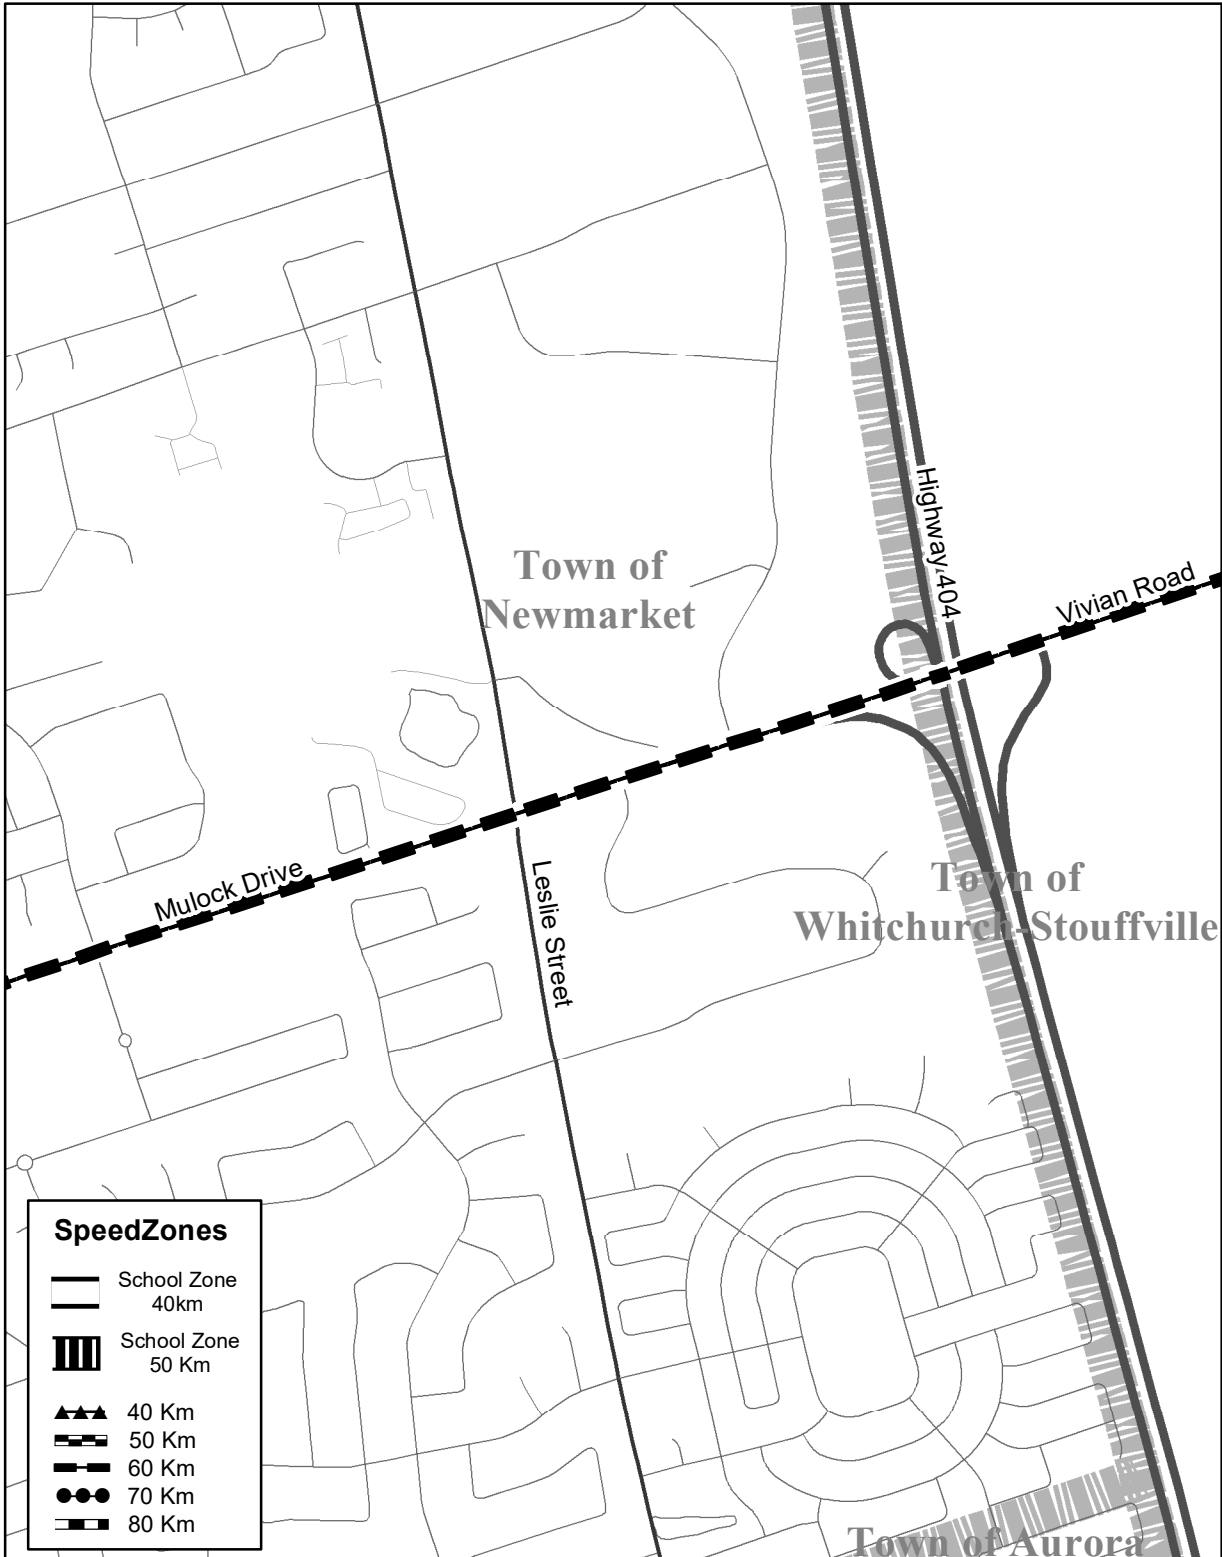 Highway 404
Town of
Newmarket
Vivian Road
Mulock Drive
Leslie Street
Town of
Whitchurch-Stouffville
SpeedZones
School Zone
40km
School Zone
50 Km
40 Km
50 Km
60 Km
70 Km
80 Km
Town of Aurora